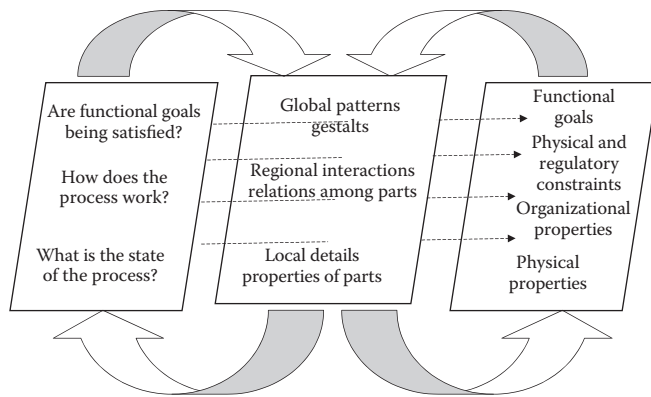 Are functional goals
being satisfied?
How does the
process work?
What is the state
of the process?
Global patterns
gestalts
Regional interactions
relations among parts
Local details
properties of parts
Functional
goals
Physical and
regulatory
constraints
Organizational
properties
Physical
properties